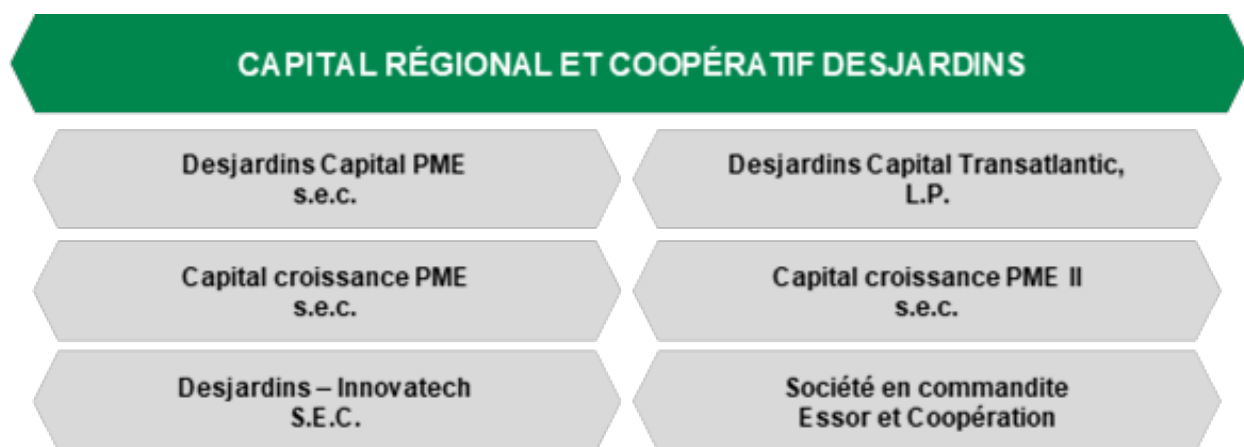 CAPITAL RÉGIONAL ET COOPÉRATIF DESJARDINS
Desjardins Capital PME
s.e.c.
Desjardins Capital Transatlantic,
L.P.
Capital croissance PME
s.e.c.
Capital croissance PME II
s.e.c.
Desjardins – Innovatech
S.E.C.
Société en commandite
Essor et Coopération